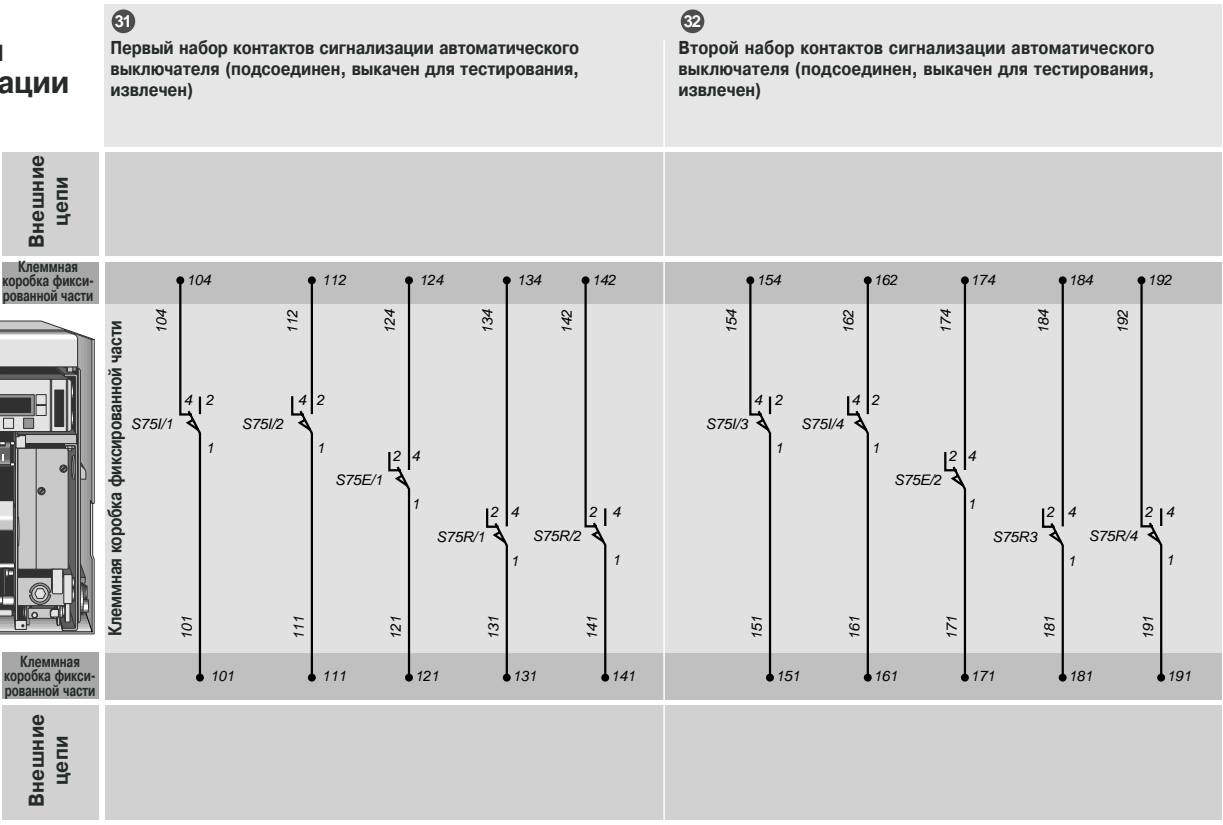 ации
31
Первый набор контактов сигнализации автоматического
выключателя (подсоединен, выкачен для тестирования,
извлечен)
32
Второй набор контактов сигнализации автоматического
выключателя (подсоединен, выкачен для тестирования,
извлечен)
Внешние
цепи
Клеммная
коробка фикси-
рованной части
104 112 124 134 142 154 162 174 184 192
104 112 124 134 142 154 162 174 184 192
Клеммная коробка фиксированной части
4 2 4 2 4 2 4 2
S75I/1 S75I/2 S75I/3 S75I/4
1 1 1 1
2 4 2 4
S75E/1 S75E/2
1 1
2 4 2 4 2 4 2 4
S75R/1 S75R/2 S75R3 S75R/4
1 1 1 1
101 111 121 131 141 151 161 171 181 191
Клеммная
коробка фикси-
рованной части
101 111 121 131 141 151 161 171 181 191
Внешние
цепи